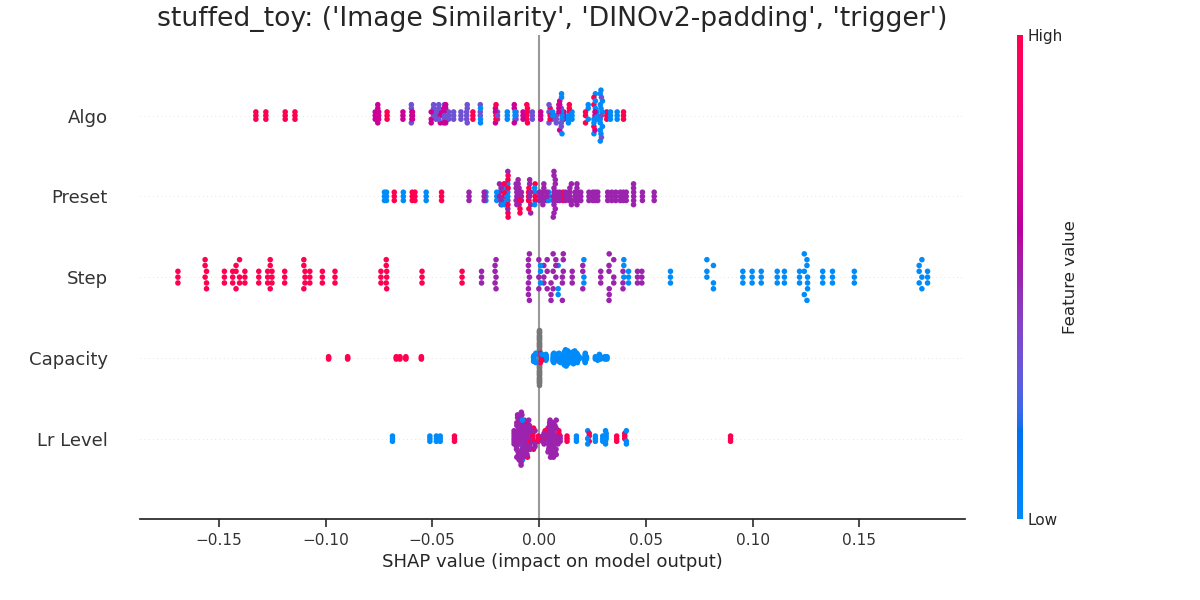 stuffed_toy: ('Image Similarity', 'DINOv2-padding', 'trigger')
High
Algo
Preset
Step
Capacity
Lr Level
Feature value
Low
−0.15
−0.10
−0.05
0.00
0.05
0.10
0.15
SHAP value (impact on model output)